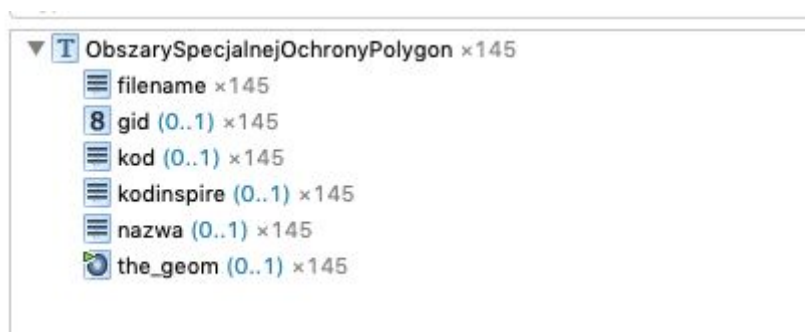 T ObszarySpecjalnejOchronyPolygon ×145
filename ×145
8 gid (0..1) ×145
kod (0..1) ×145
kodinspire (0..1) ×145
nazwa (0..1) ×145
the_geom (0..1) ×145